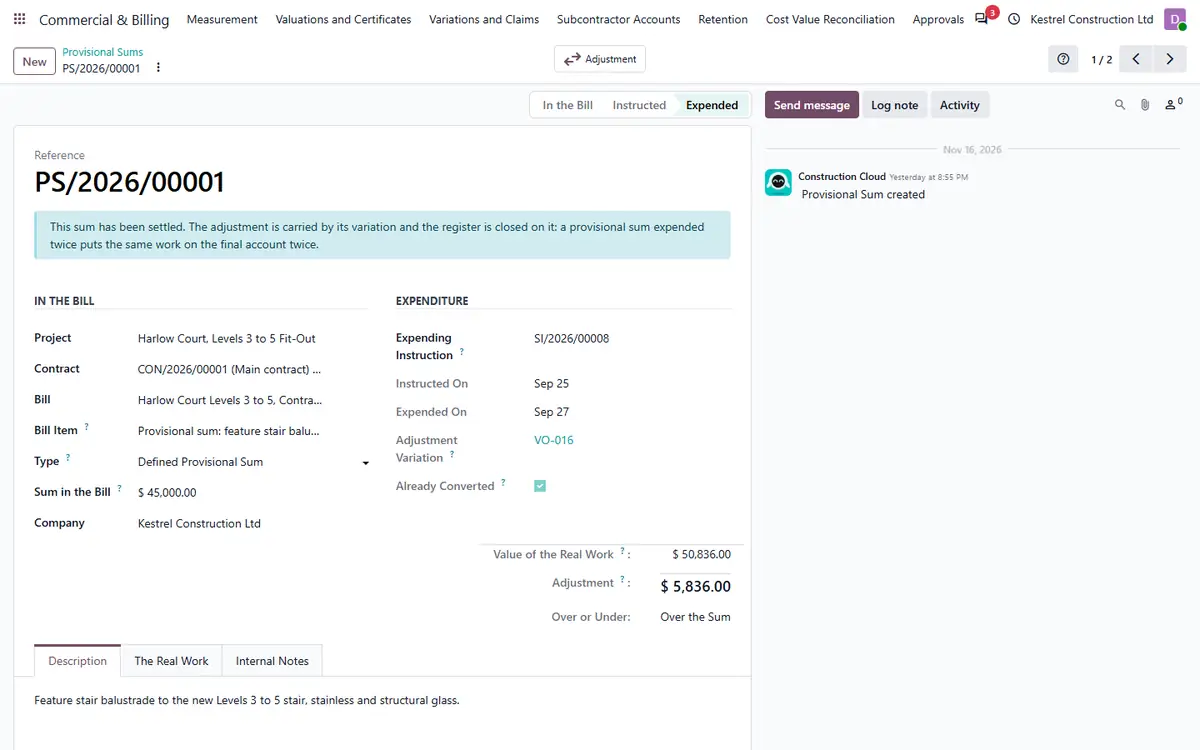 Commercial & Billing Measurement Valuations and Certificates Variations and Claims Subcontractor Accounts Retention Cost Value Reconciliation Approvals 3 Kestrel Construction Ltd D
New Provisional Sums
PS/2026/00001
Adjustment
1 / 2
In the Bill Instructed Expended
Send message Log note Activity 0
Reference
PS/2026/00001
This sum has been settled. The adjustment is carried by its variation and the register is closed on it: a provisional sum expended
twice puts the same work on the final account twice.
IN THE BILL
Project Harlow Court, Levels 3 to 5 Fit-Out
Contract CON/2026/00001 (Main contract) ...
Bill Harlow Court Levels 3 to 5, Contra...
Bill Item ? Provisional sum: feature stair balu...
Type ? Defined Provisional Sum
Sum in the Bill ? $ 45,000.00
Company Kestrel Construction Ltd
EXPENDITURE
Expending
Instruction ? SI/2026/00008
Instructed On Sep 25
Expended On Sep 27
Adjustment
Variation ? VO-016
Already Converted ?
Value of the Real Work ? : $ 50,836.00
Adjustment ? : $ 5,836.00
Over or Under: Over the Sum
Description The Real Work Internal Notes
Feature stair balustrade to the new Levels 3 to 5 stair, stainless and structural glass.
Nov 16, 2026
Construction Cloud Yesterday at 8:55 PM
Provisional Sum created